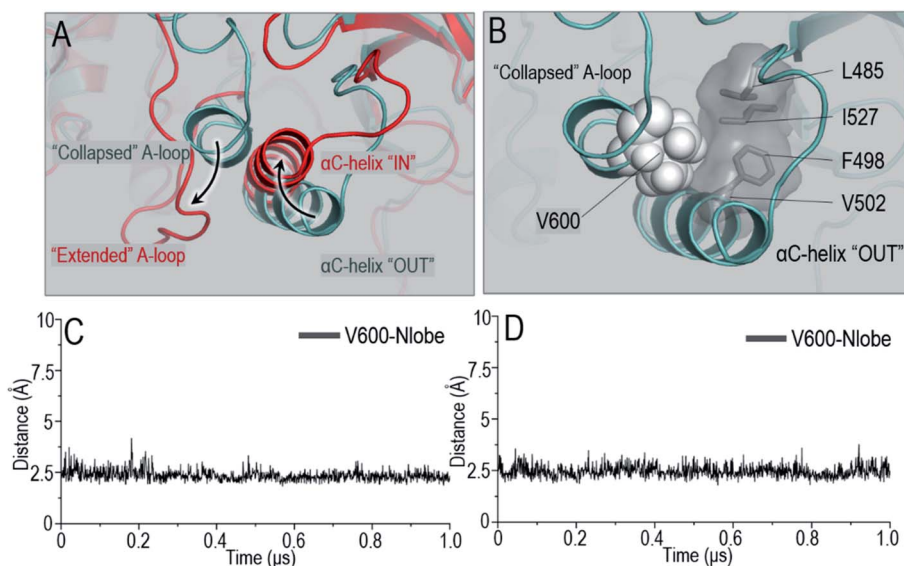 A
"Collapsed" A-loop
αC-helix "IN"
"Extended" A-loop
αC-helix "OUT"
B
"Collapsed" A-loop
L485
I527
F498
V502
V600
αC-helix "OUT"
C
V600-Nlobe
10
7.5
5
2.5
0
Distance (Å)
0
0.2
0.4
0.6
0.8
1.0
Time (µs)
D
V600-Nlobe
10
7.5
5
2.5
0
Distance (Å)
0
0.2
0.4
0.6
0.8
1.0
Time (µs)